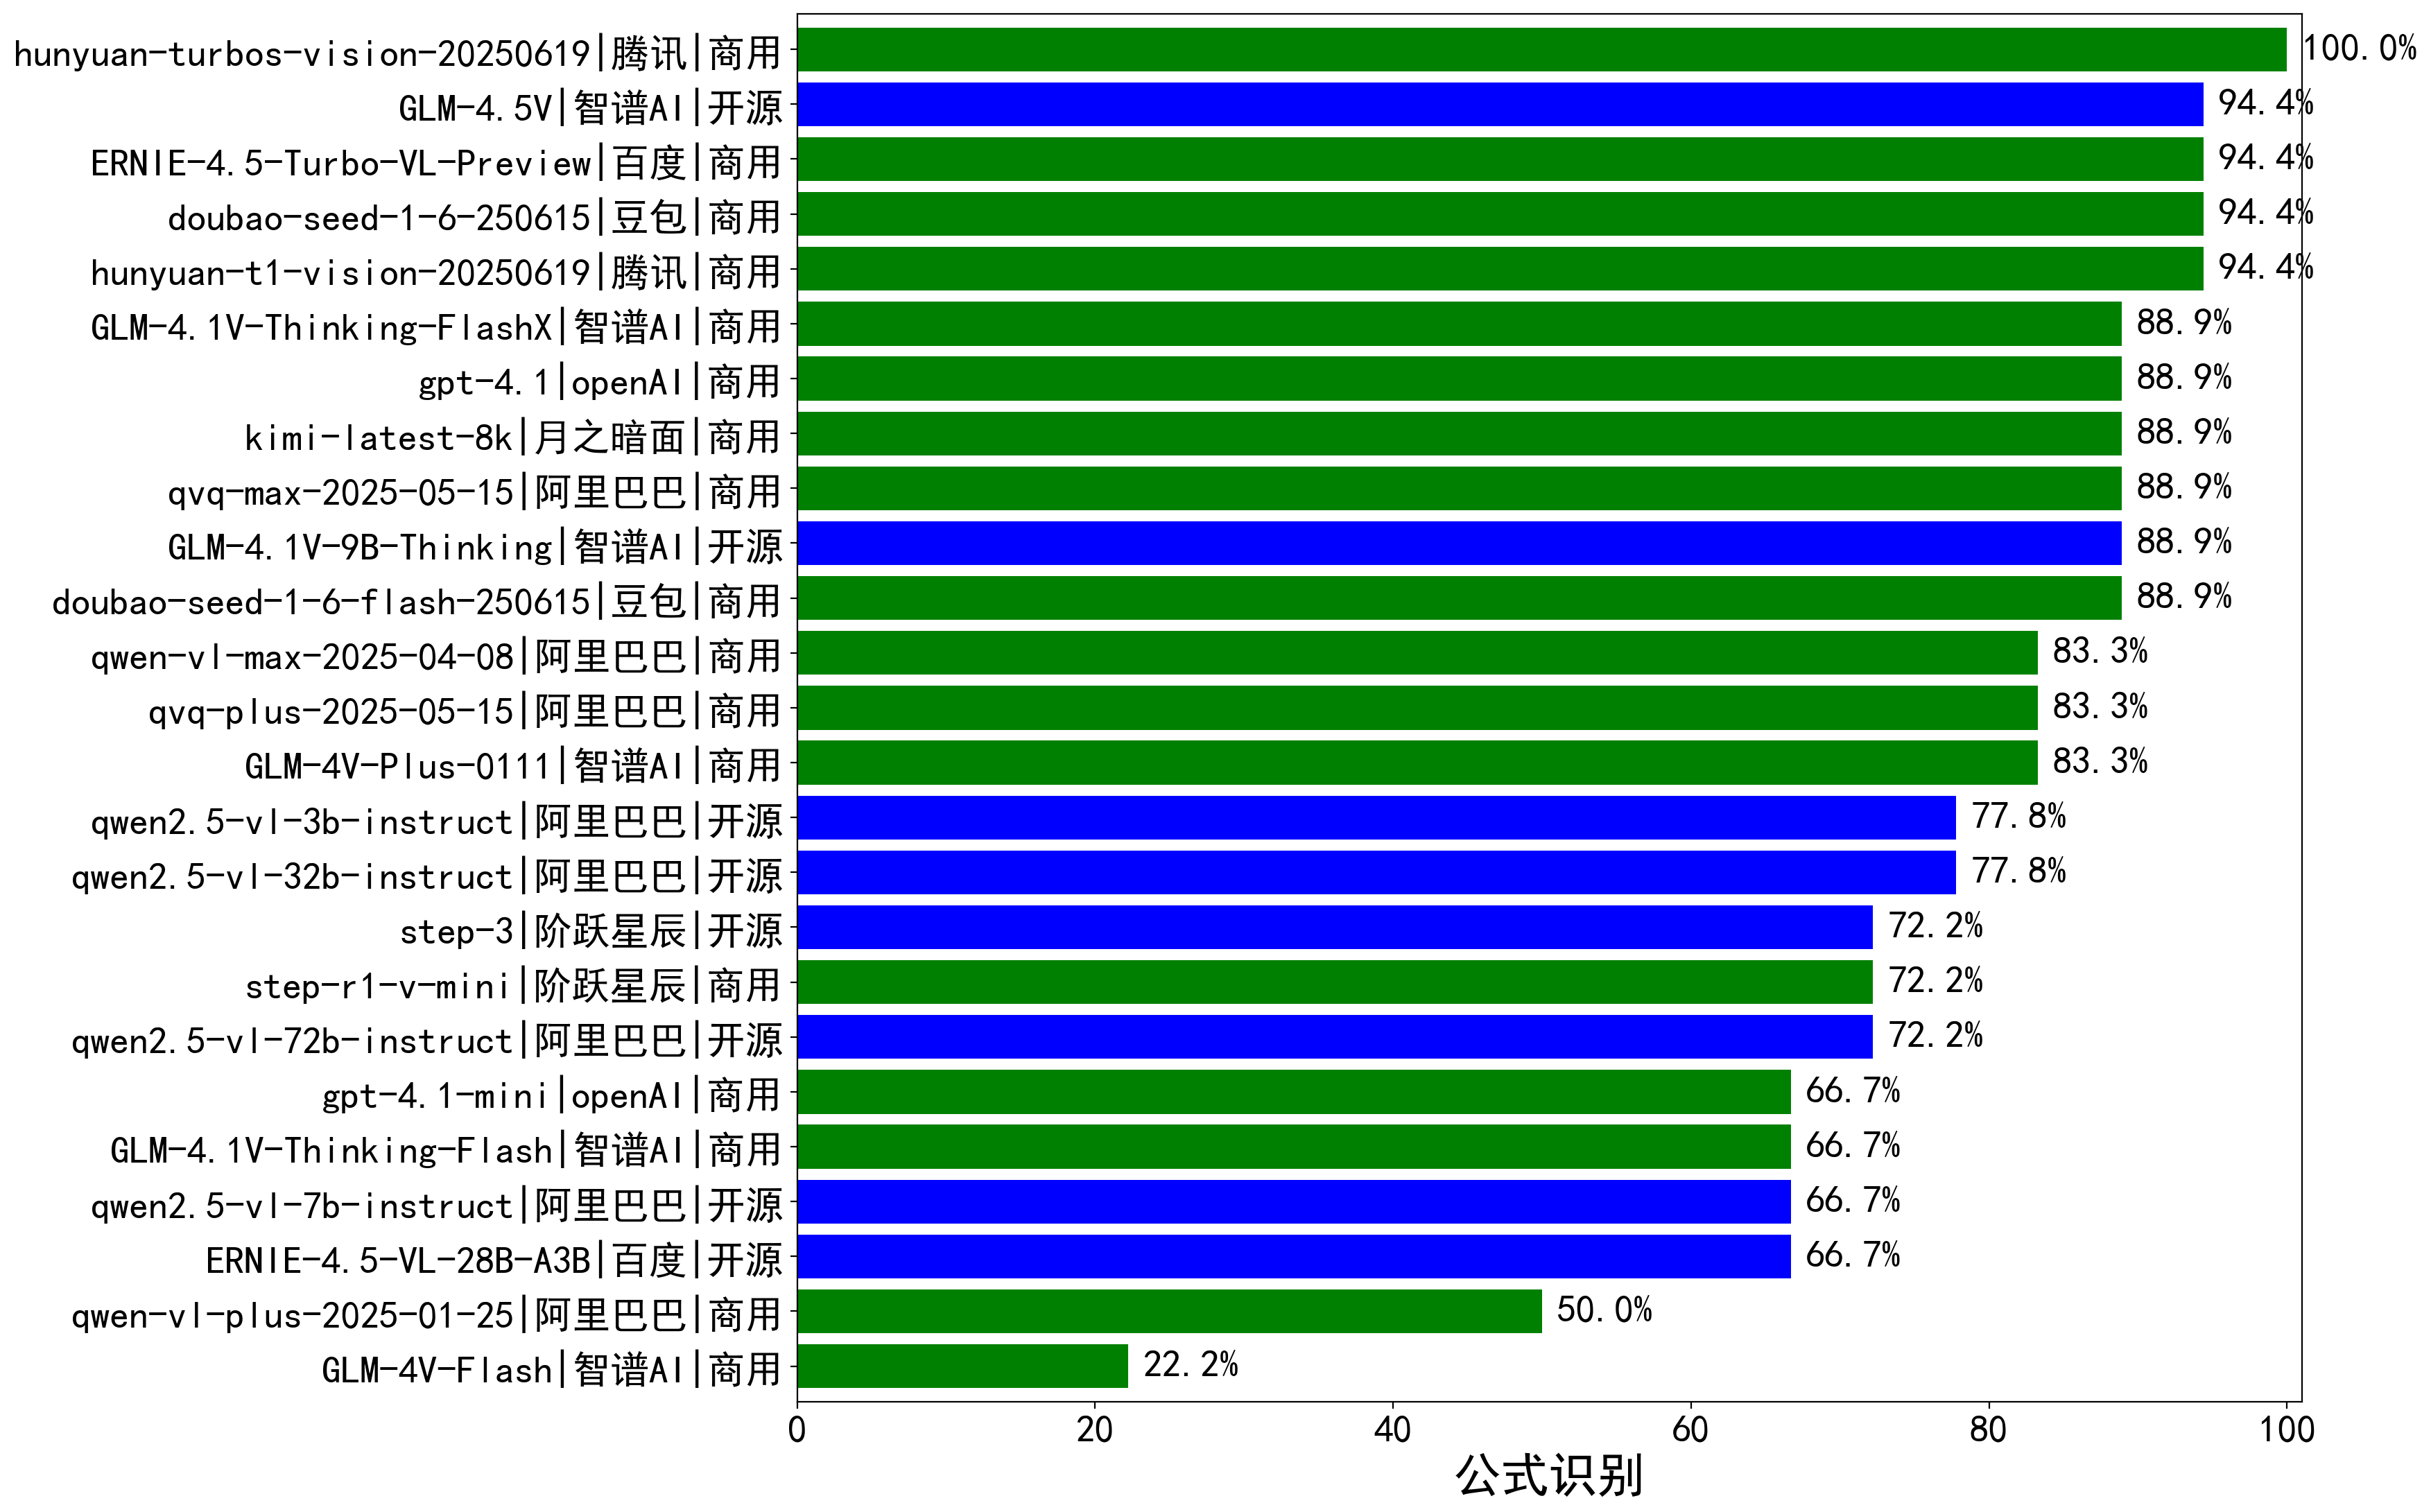 hunyuan-turbos-vision-20250619|腾讯|商用 100.0%
GLM-4.5V|智谱AI|开源 94.4%
ERNIE-4.5-Turbo-VL-Preview|百度|商用 94.4%
doubao-seed-1-6-250615|豆包|商用 94.4%
hunyuan-t1-vision-20250619|腾讯|商用 94.4%
GLM-4.1V-Thinking-FlashX|智谱AI|商用 88.9%
gpt-4.1|openAI|商用 88.9%
kimi-latest-8k|月之暗面|商用 88.9%
qvq-max-2025-05-15|阿里巴巴|商用 88.9%
GLM-4.1V-9B-Thinking|智谱AI|开源 88.9%
doubao-seed-1-6-flash-250615|豆包|商用 88.9%
qwen-vl-max-2025-04-08|阿里巴巴|商用 83.3%
qvq-plus-2025-05-15|阿里巴巴|商用 83.3%
GLM-4V-Plus-0111|智谱AI|商用 83.3%
qwen2.5-vl-3b-instruct|阿里巴巴|开源 77.8%
qwen2.5-vl-32b-instruct|阿里巴巴|开源 77.8%
step-3|阶跃星辰|开源 72.2%
step-r1-v-mini|阶跃星辰|商用 72.2%
qwen2.5-vl-72b-instruct|阿里巴巴|开源 72.2%
gpt-4.1-mini|openAI|商用 66.7%
GLM-4.1V-Thinking-Flash|智谱AI|商用 66.7%
qwen2.5-vl-7b-instruct|阿里巴巴|开源 66.7%
ERNIE-4.5-VL-28B-A3B|百度|开源 66.7%
qwen-vl-plus-2025-01-25|阿里巴巴|商用 50.0%
GLM-4V-Flash|智谱AI|商用 22.2%
0 20 40 60 80 100
公式识别